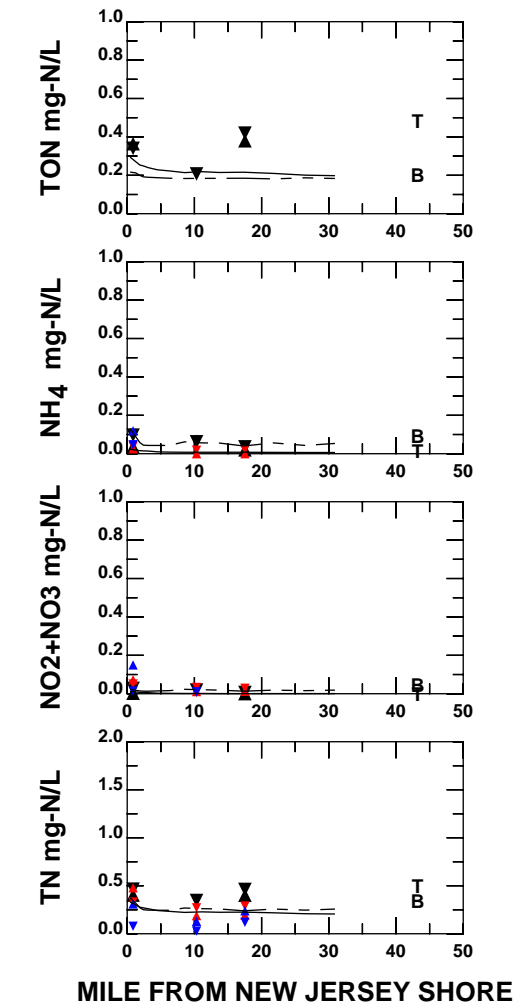 TON mg-N/L
1.0
0.8
0.6
0.4
0.2
0.0
T
B
0 10 20 30 40 50
NH4 mg-N/L
1.0
0.8
0.6
0.4
0.2
0.0
B
T
0 10 20 30 40 50
NO2+NO3 mg-N/L
1.0
0.8
0.6
0.4
0.2
0.0
B
T
0 10 20 30 40 50
TN mg-N/L
2.0
1.5
1.0
0.5
0.0
T
B
0 10 20 30 40 50
MILE FROM NEW JERSEY SHORE